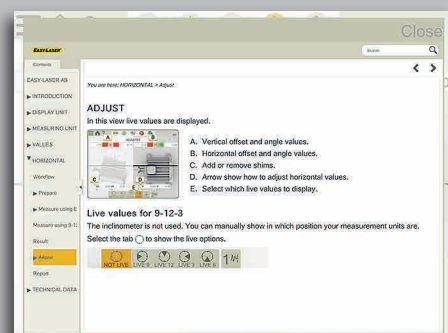 Close
EASY-LASER
Search
Contents
EASY-LASER AB
INTRODUCTION
DISPLAY UNIT
MEASURING UNIT
VALUES
HORIZONTAL
Workflow
Prepare
Measure using E
Measure using 9-1
Result
Adjust
Report
TECHNICAL DATA
You are here: HORIZONTAL > Adjust
ADJUST
In this view live values are displayed.
A. Vertical offset and angle values.
B. Horizontal offset and angle values.
C. Add or remove shims.
D. Arrow show how to adjust horizontal values.
E. Select which live values to display.
Live values for 9-12-3
The inclinometer is not used. You can manually show in which position your measurement units are.
Select the tab to show the live options.
NOT LIVE LIVE 9 LIVE 12 LIVE 3 LIVE 6